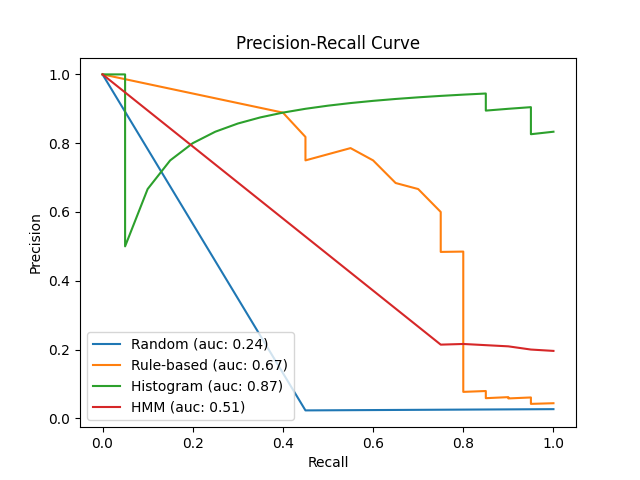 Precision-Recall Curve
Precision
1.0
0.8
0.6
0.4
0.2
0.0
Random (auc: 0.24)
Rule-based (auc: 0.67)
Histogram (auc: 0.87)
HMM (auc: 0.51)
0.0 0.2 0.4 0.6 0.8 1.0
Recall